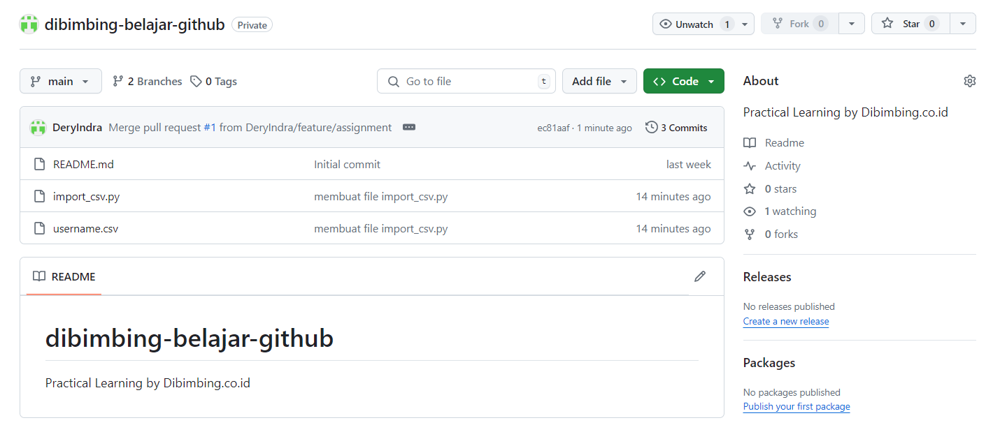 dibimbing-belajar-github Private
Unwatch 1
Fork 0
Star 0
main
2 Branches
0 Tags
Go to file t
Add file
Code
DeryIndra Merge pull request #1 from DeryIndra/feature/assignment
ec81aaf · 1 minute ago
3 Commits
README.md Initial commit last week
import_csv.py membuat file import_csv.py 14 minutes ago
username.csv membuat file import_csv.py 14 minutes ago
README
dibimbing-belajar-github
Practical Learning by Dibimbing.co.id
About
Practical Learning by Dibimbing.co.id
Readme
Activity
0 stars
1 watching
0 forks
Releases
No releases published
Create a new release
Packages
No packages published
Publish your first package